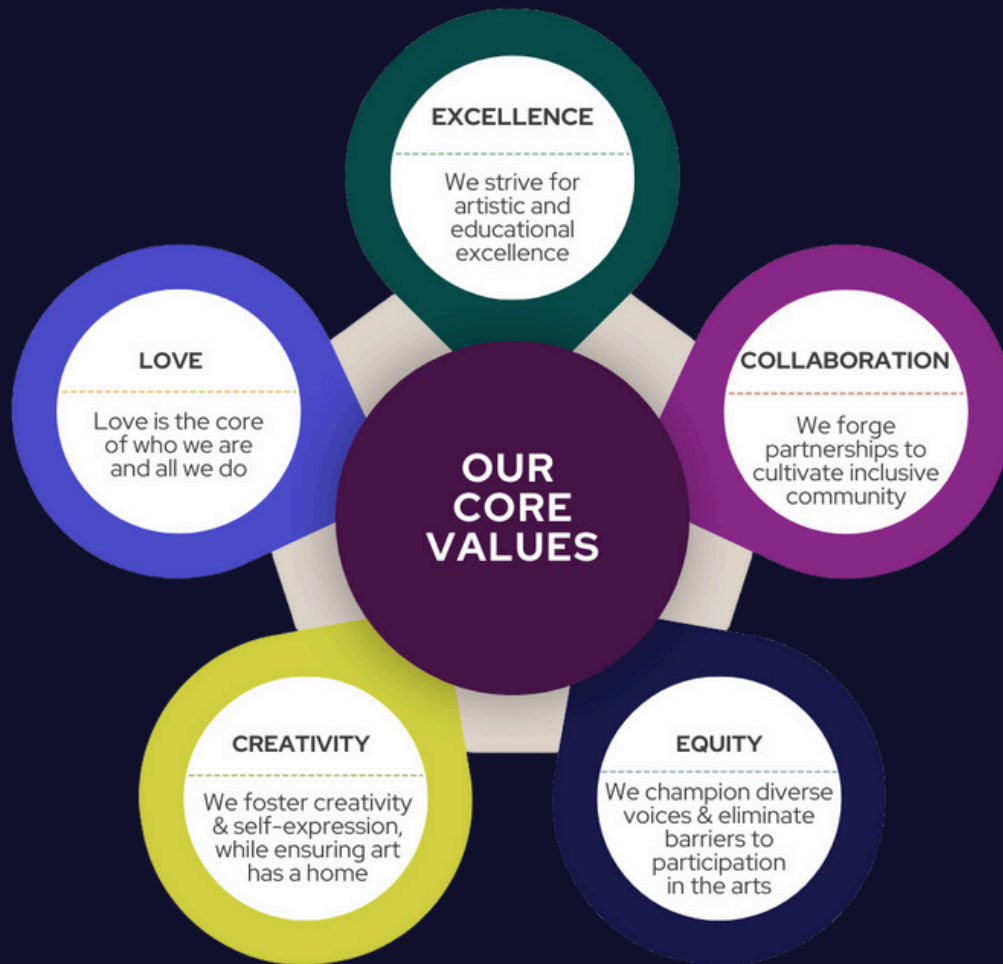 EXCELLENCE
We strive for
artistic and
educational
excellence
LOVE
Love is the core
of who we are
and all we do
COLLABORATION
We forge
partnerships to
cultivate inclusive
community
OUR
CORE
VALUES
CREATIVITY
We foster creativity
& self-expression,
while ensuring art
has a home
EQUITY
We champion diverse
voices & eliminate
barriers to
participation
in the arts